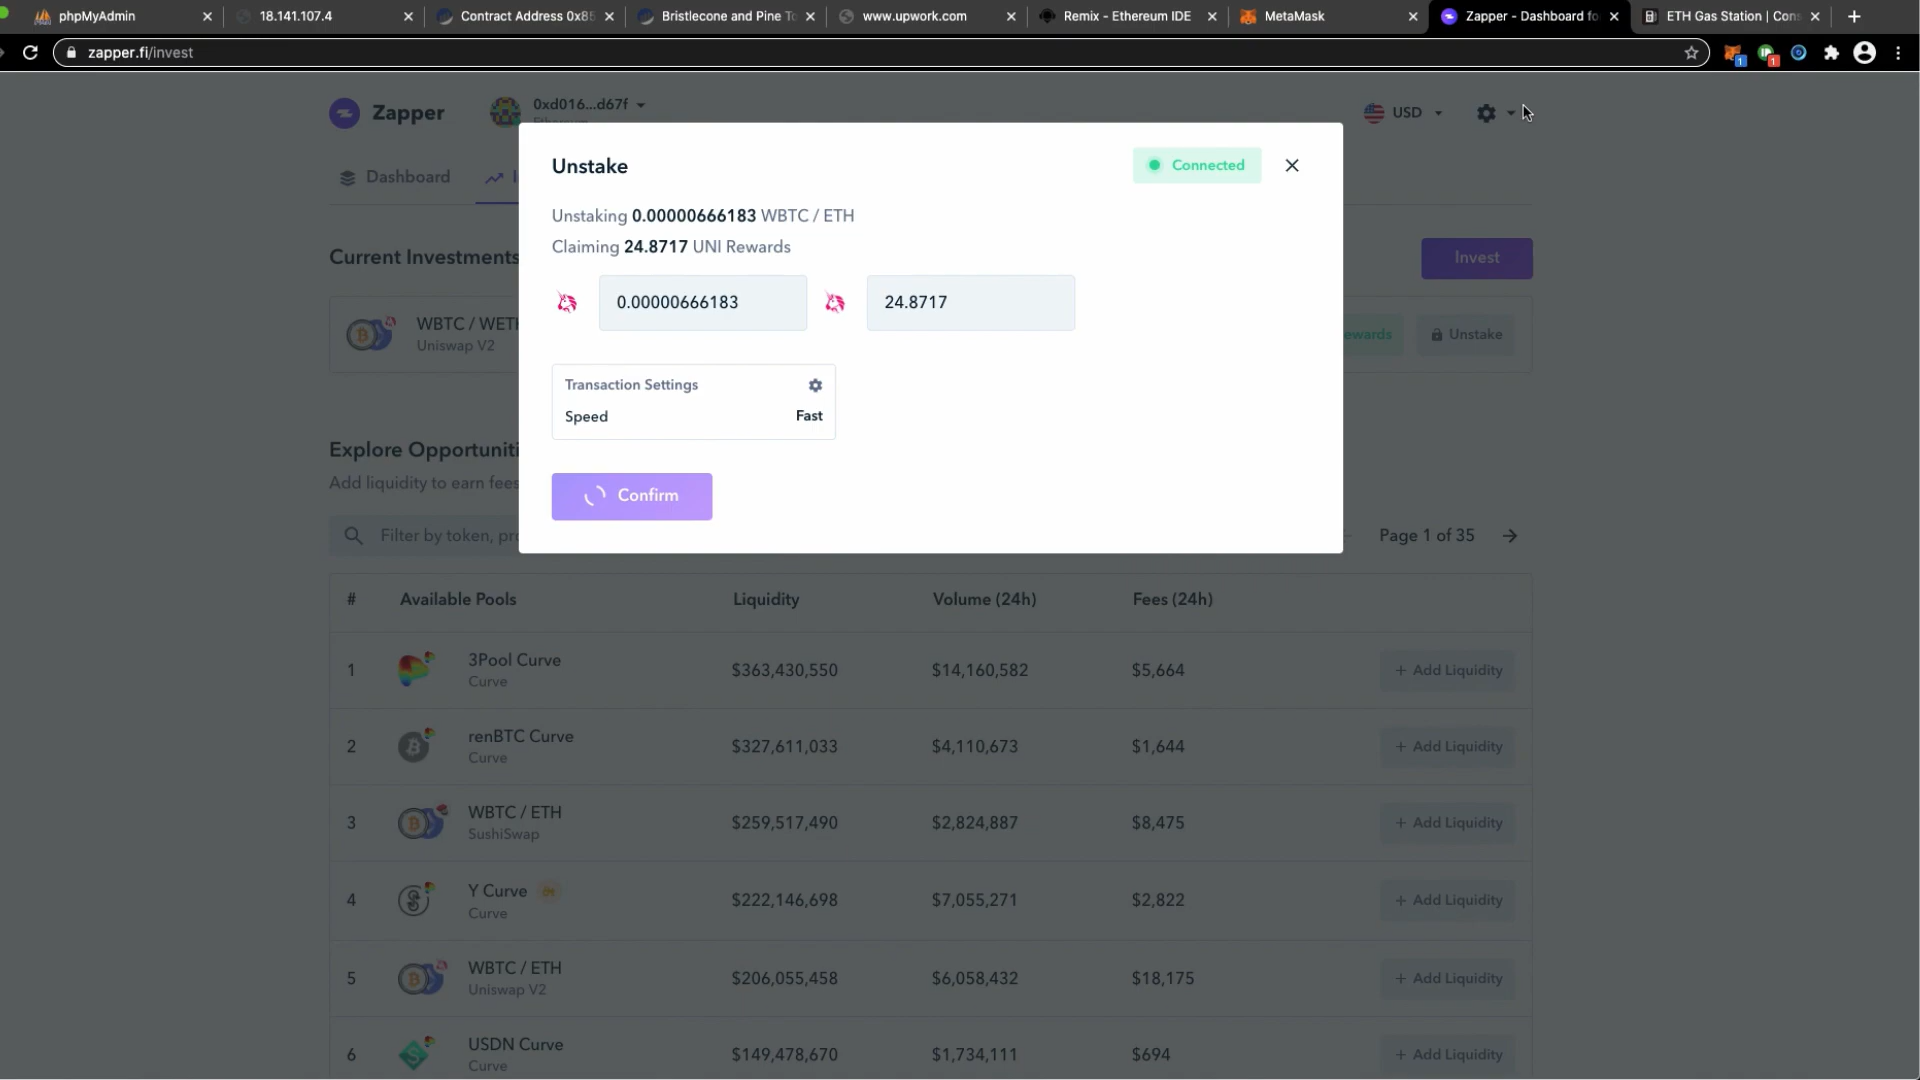 phpMyAdmin
18.141.107.4
Contract Address 0x85
Bristlecone and Pine To
www.upwork.com
Remix - Ethereum IDE
MetaMask
Zapper - Dashboard fo
ETH Gas Station | Cons
zapper.fi/invest
1
1
Zapper
0xd016...d67f
USD
Dashboard
Unstake
Connected
Unstaking 0.00000666183 WBTC / ETH
Claiming 24.8717 UNI Rewards
0.00000666183
24.8717
Current Investments
Invest
WBTC / WETH
Uniswap V2
ewards
Unstake
Transaction Settings
Speed
Fast
Explore Opportuniti
Add liquidity to earn fees
Confirm
Filter by token, pro
Page 1 of 35
# Available Pools Liquidity Volume (24h) Fees (24h)
1 3Pool Curve $363,430,550 $14,160,582 $5,664 + Add Liquidity
Curve
2 renBTC Curve $327,611,033 $4,110,673 $1,644 + Add Liquidity
Curve
3 WBTC / ETH $259,517,490 $2,824,887 $8,475 + Add Liquidity
SushiSwap
4 Y Curve $222,146,698 $7,055,271 $2,822 + Add Liquidity
Curve
5 WBTC / ETH $206,055,458 $6,058,432 $18,175 + Add Liquidity
Uniswap V2
6 USDN Curve $149,478,670 $1,734,111 $694 + Add Liquidity
Curve